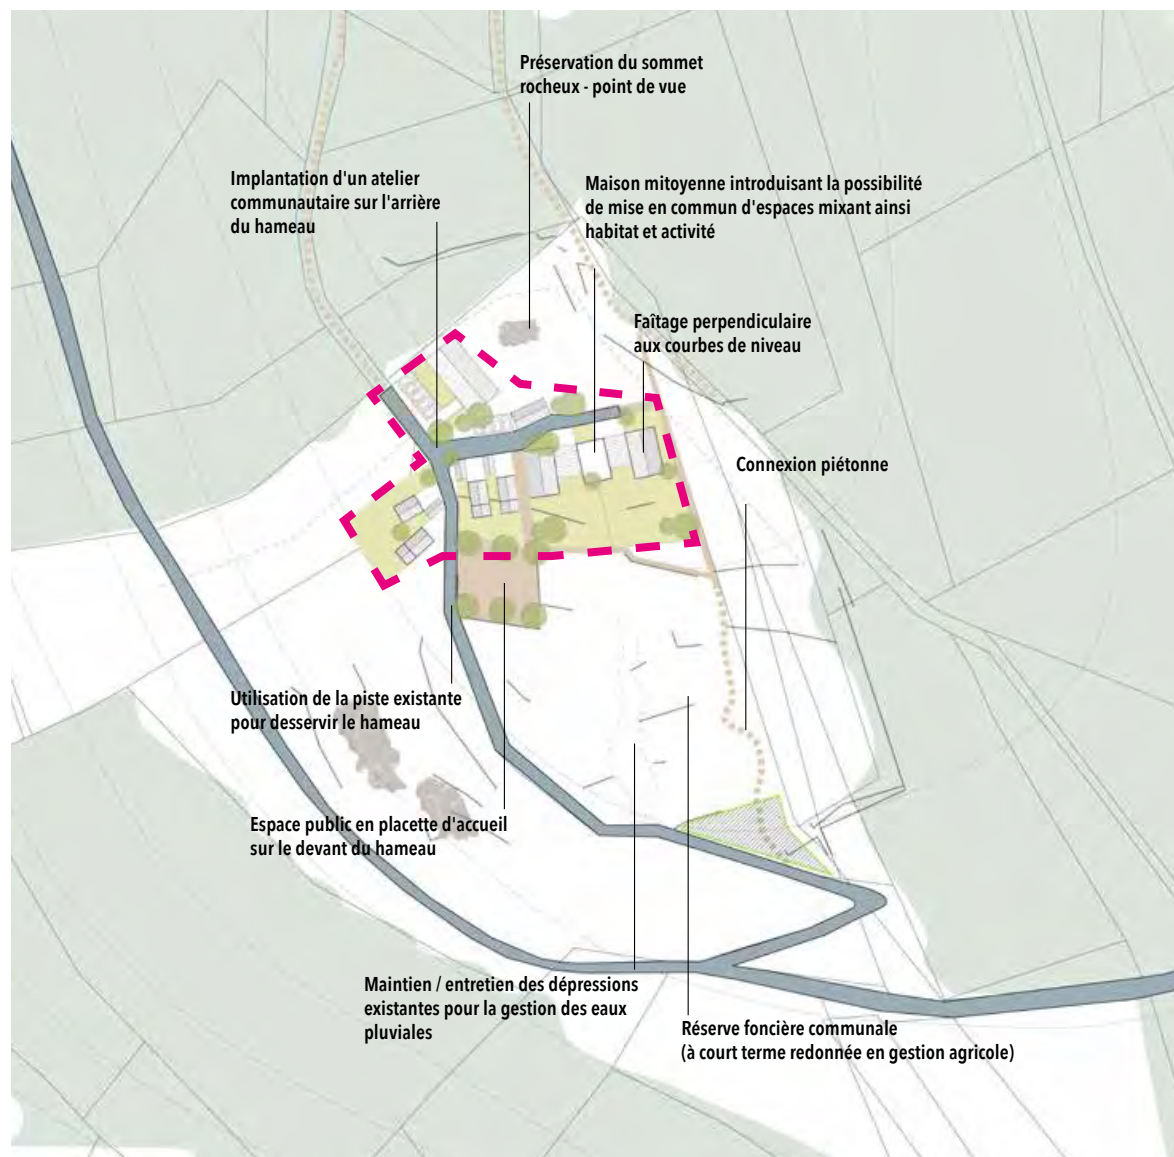 Préservation du sommet
rocheux - point de vue
Implantation d'un atelier
communautaire sur l'arrière
du hameau
Maison mitoyenne introduisant la possibilité
de mise en commun d'espaces mixant ainsi
habitat et activité
Faîtage perpendiculaire
aux courbes de niveau
Connexion piétonne
Utilisation de la piste existante
pour desservir le hameau
Espace public en placette d'accueil
sur le devant du hameau
Maintien / entretien des dépressions
existantes pour la gestion des eaux
pluviales
Réserve foncière communale
(à court terme redonnée en gestion agricole)